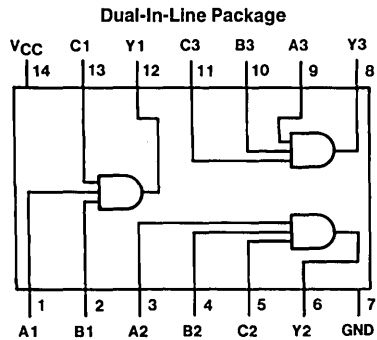 Dual-In-Line Package
VCC C1 Y1 C3 B3 A3 Y3
14 13 12 11 10 9 8
1 2 3 4 5 6 7
A1 B1 A2 B2 C2 Y2 GND